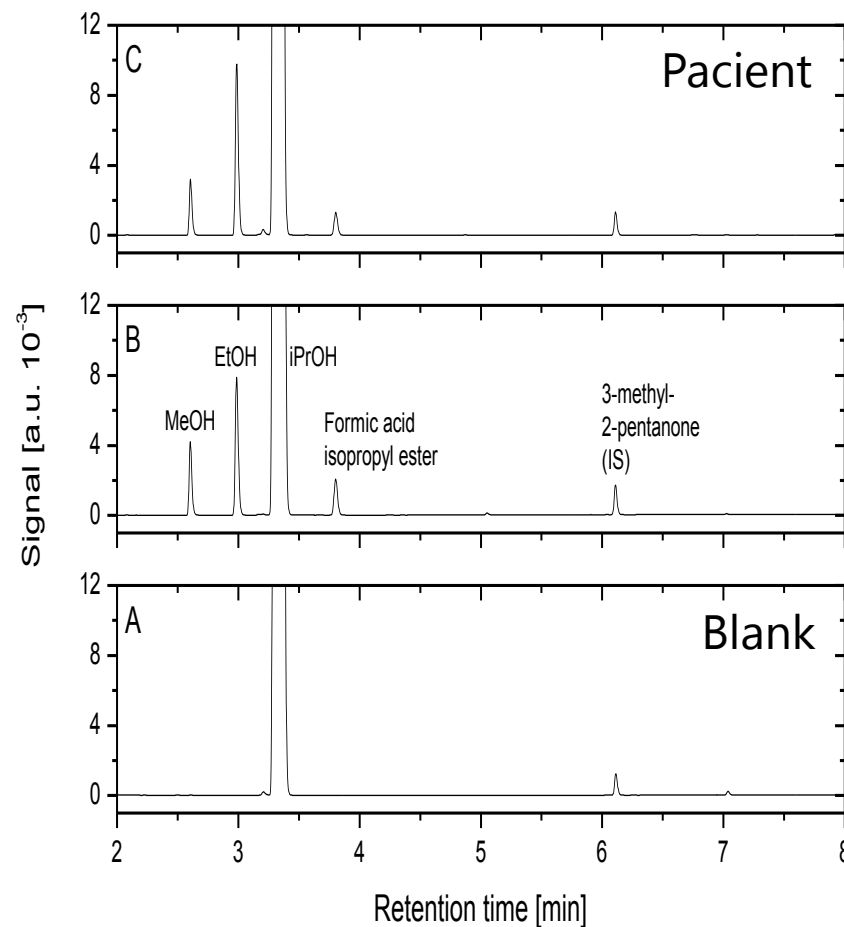 12
C
Pacient
8
4
0
12
B
EtOH
iPrOH
8
MeOH
3-methyl-
2-pentanone
(IS)
Formic acid
isopropyl ester
4
0
12
A
Blank
8
4
0
2 3 4 5 6 7 8
Signal [a.u. 10-3]
Retention time [min]